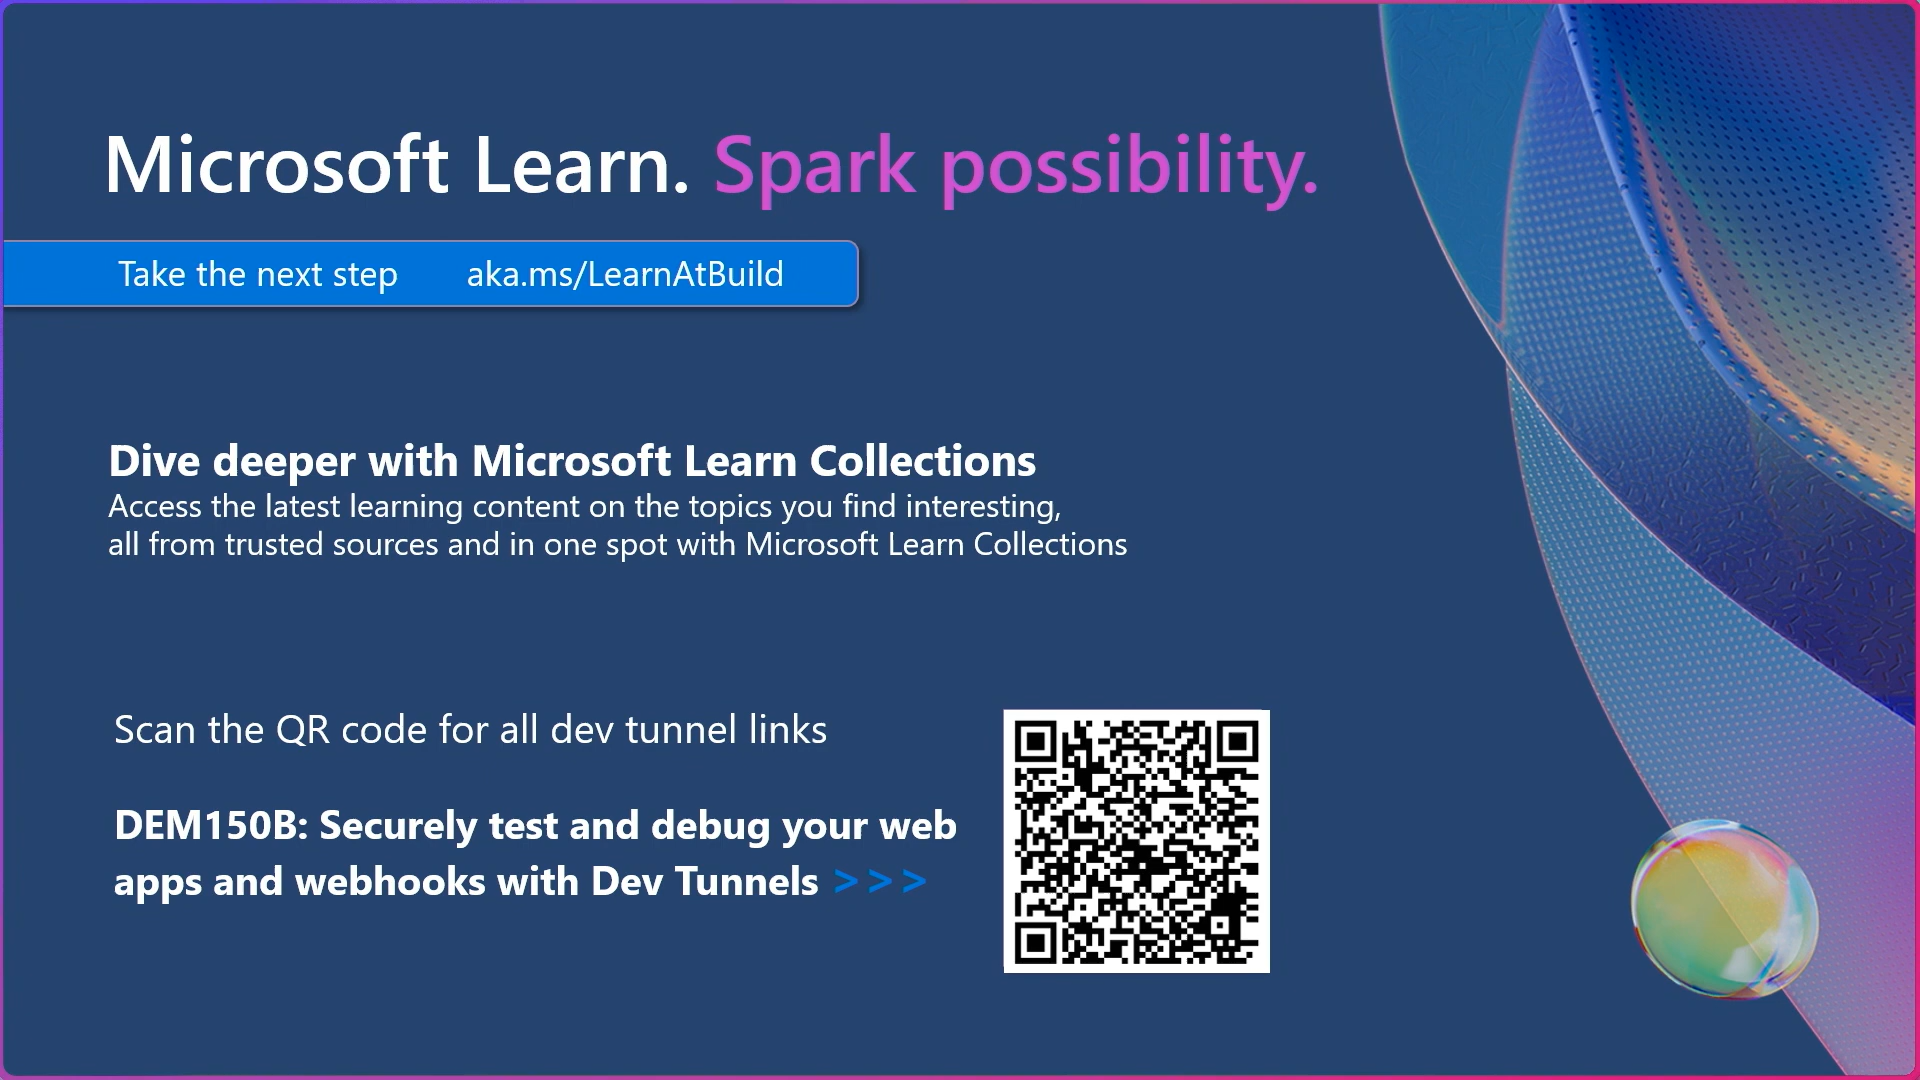 Microsoft Learn. Spark possibility.
Take the next step aka.ms/LearnAtBuild
Dive deeper with Microsoft Learn Collections
Access the latest learning content on the topics you find interesting,
all from trusted sources and in one spot with Microsoft Learn Collections
Scan the QR code for all dev tunnel links
DEM150B: Securely test and debug your web
apps and webhooks with Dev Tunnels >>>